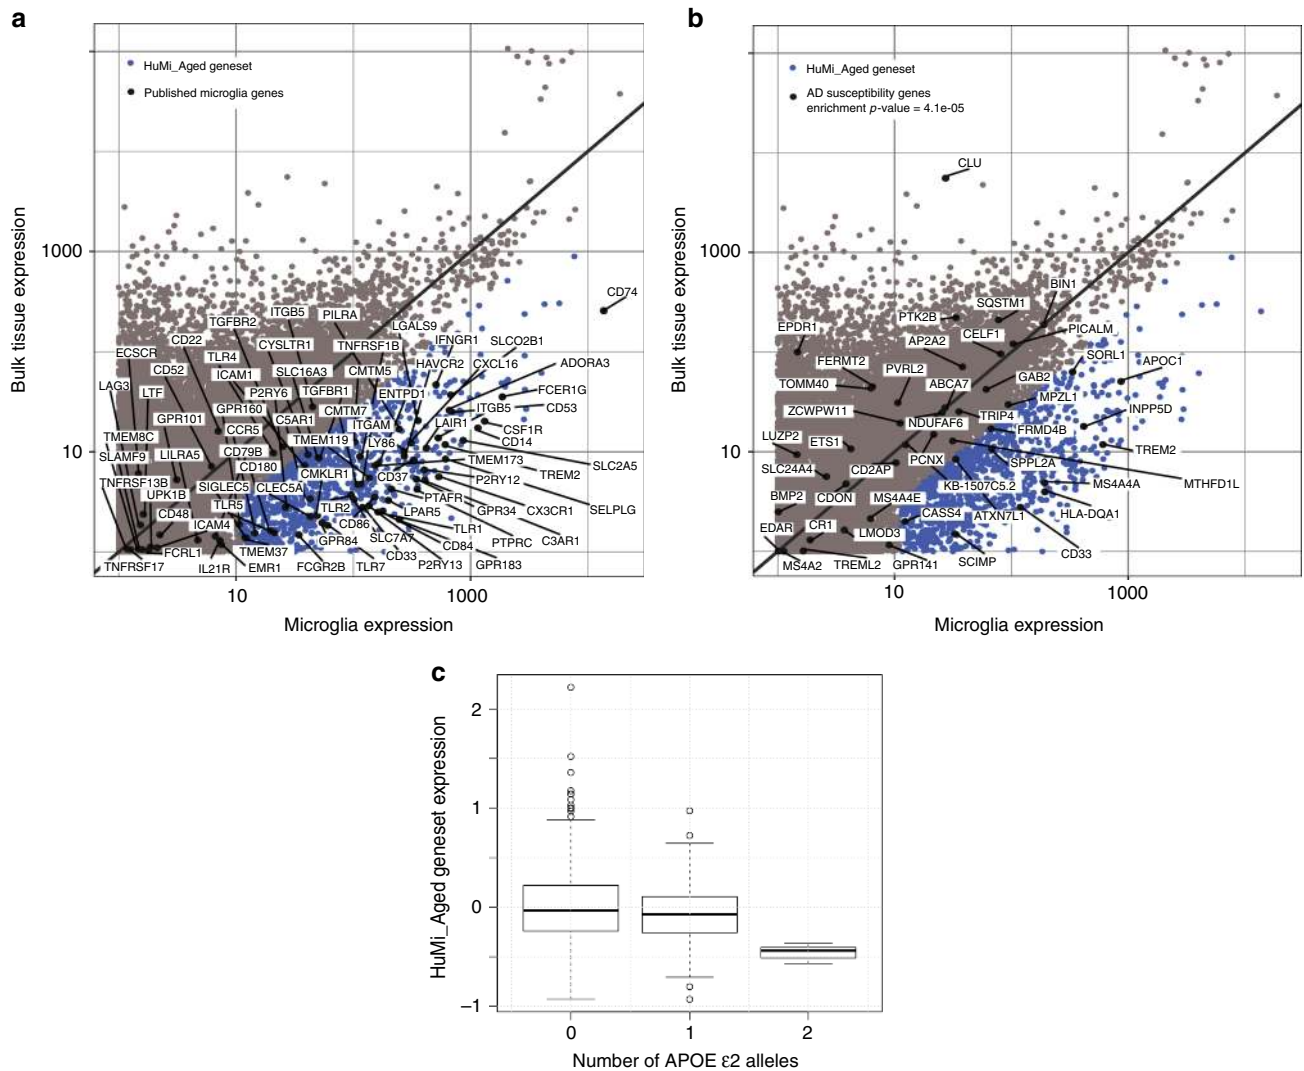 a
HuMi_Aged geneset
Published microglia genes
Bulk tissue expression
1000
10
CD74
ITGB5 PILRA
TGFBR2
LGALS9
CD22 CYSLTR1 TNFRSF1B IFNGR1 SLCO2B1
ECSCR TLR4
HAVCR2 CXCL16 ADORA3
CD52 ICAM1 SLC16A3 CMTM5
LAG3 LTF P2RY6 TGFBR1 ENTPD1 FCER1G
GPR101 GPR160 C5AR1 CMTM7 ITGB5 CD53
ITGAM LAIR1 CSF1R
TMEM8C CCR5 TMEM119 LY86 CD14
SLAMF9 LILRA5 CD79B TMEM173 SLC2A5
CD180 CMKLR1 CD37 P2RY12 TREM2
TNFRSF13B SIGLEC5 CLEC5A
UPK1B TLR5 TLR2 PTAFR SELPLG
CD48 LPAR5 GPR34 CX3CR1
ICAM4 CD86 TLR1
GPR84 SLC7A7 CD84 PTPRC C3AR1
FCRL1 TMEM37 CD33
TNFRSF17 IL21R EMR1 FCGR2B TLR7 P2RY13 GPR183
10 1000
Microglia expression
b
HuMi_Aged geneset
AD susceptibility genes
enrichment p-value = 4.1e-05
Bulk tissue expression
1000
10
CLU
BIN1
SQSTM1
PTK2B
EPDR1 CELF1 PICALM
AP2A2
SORL1
FERMT2 PVRL2 APOC1
TOMM40 ABCA7 GAB2
MPZL1
ZCWPW11 TRIP4 INPP5D
NDUFAF6 FRMD4B
LUZP2 ETS1 TREM2
PCNX SPPL2A
SLC24A4 CD2AP MTHFD1L
KB-1507C5.2 MS4A4A
BMP2 CDON MS4A4E
CASS4 ATXN7L1 HLA-DQA1
EDAR CR1 LMOD3
CD33
MS4A2 TREML2 GPR141 SCIMP
10 1000
Microglia expression
c
HuMi_Aged geneset expression
2
1
0
–1
0 1 2
Number of APOE ε2 alleles